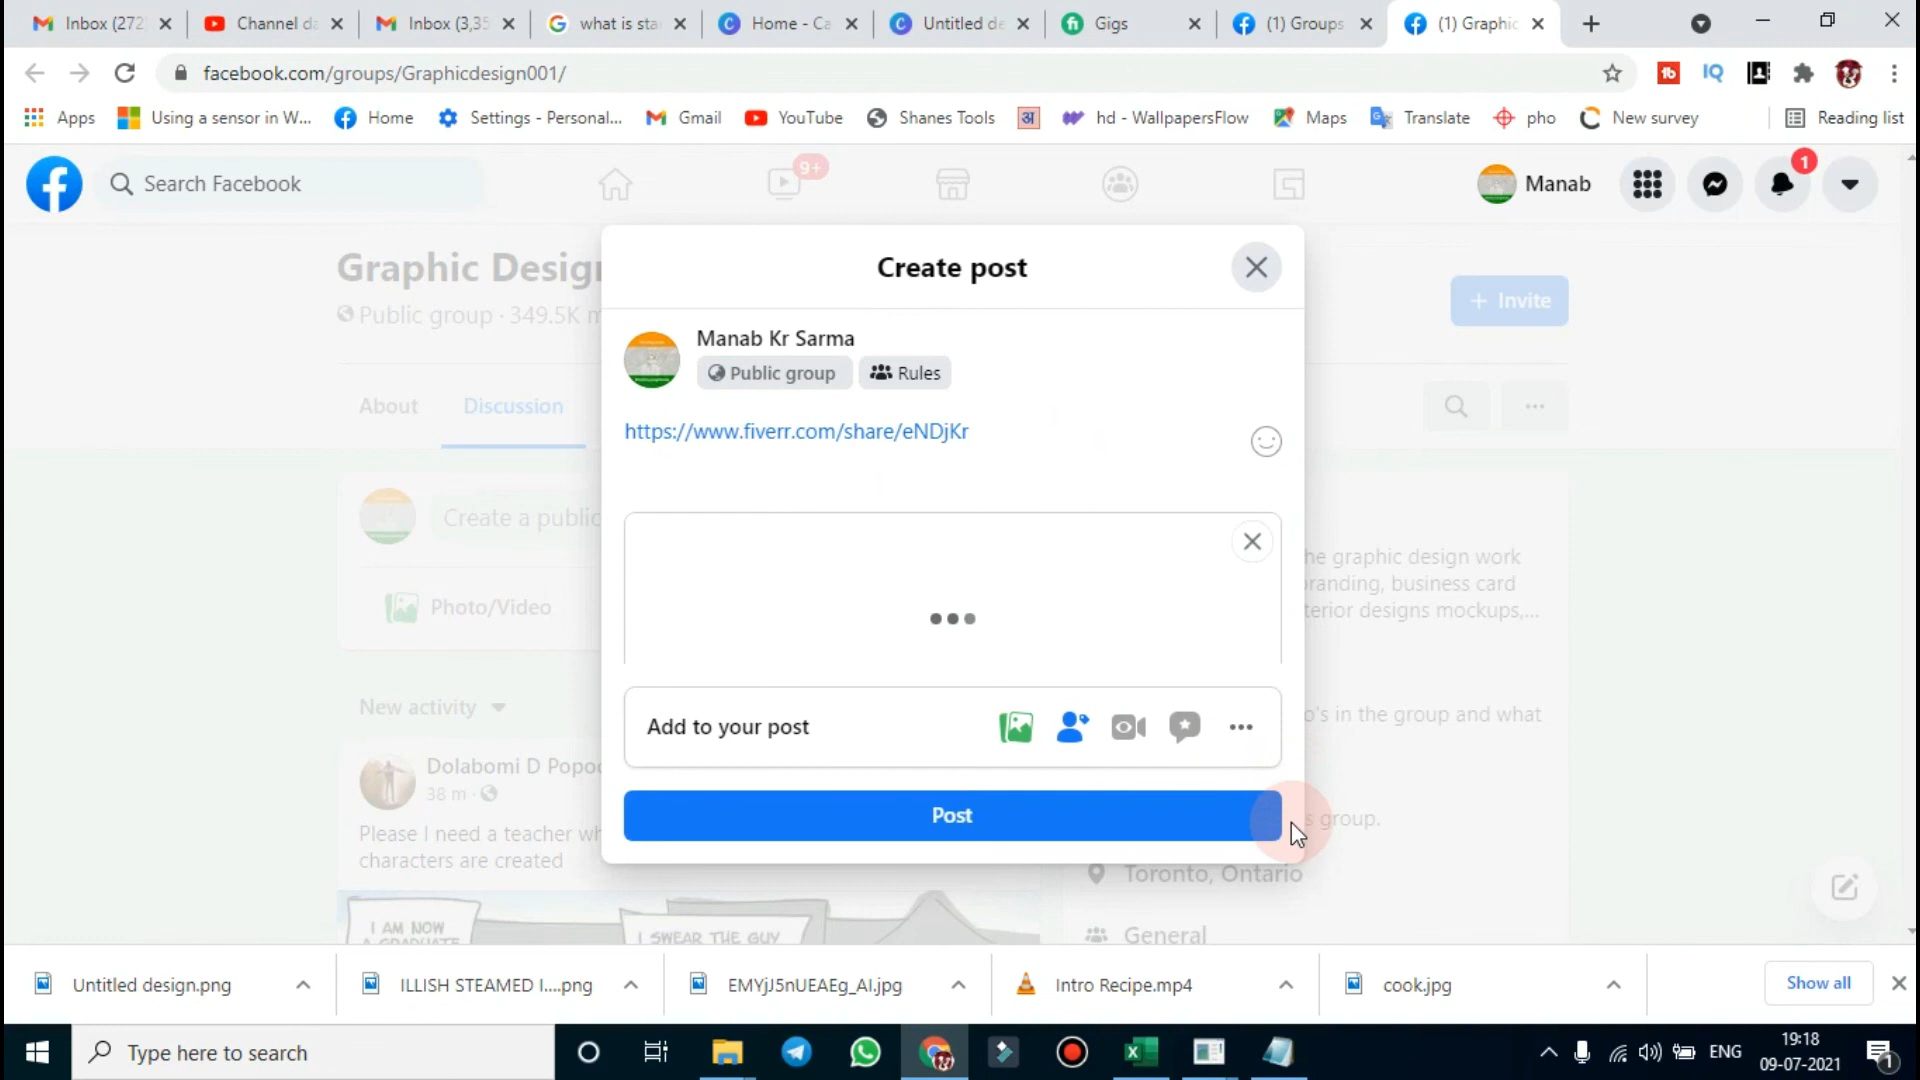 Inbox (272
Channel da
Inbox (3,35
what is sta
Home - Ca
Untitled de
Gigs
(1) Groups
(1) Graphic
facebook.com/groups/Graphicdesign001/
Apps
Using a sensor in W...
Home
Settings - Personal...
Gmail
YouTube
Shanes Tools
अ
hd - WallpapersFlow
Maps
Translate
pho
New survey
Reading list
Search Facebook
9+
Manab
1
Graphic Design
Public group · 349.5K m
+ Invite
About
Discussion
Create post
Manab Kr Sarma
Public group
Rules
https://www.fiverr.com/share/eNDjKr
Create a public
Photo/Video
he graphic design work
randing, business card
terior designs mockups,...
o's in the group and what
s group.
Toronto, Ontario
General
Add to your post
Post
New activity
Dolabomi D Popoo
38 m
Please I need a teacher wh
characters are created
I AM NOW
A GRADUATE
I SWEAR THE GUY
Untitled design.png
ILLISH STEAMED I....png
EMYjJ5nUEAEg_AI.jpg
Intro Recipe.mp4
cook.jpg
Show all
Type here to search
ENG
19:18
09-07-2021
1